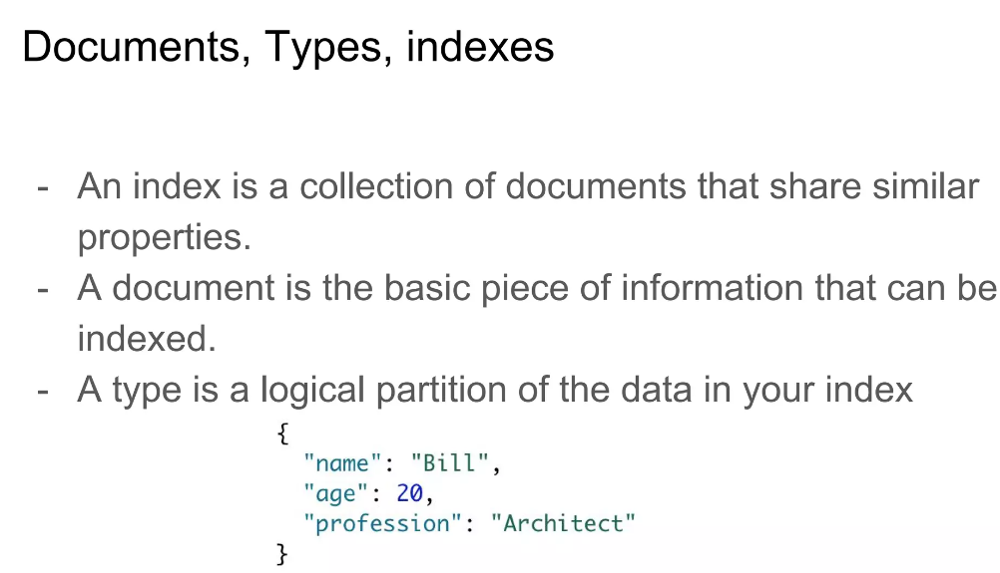 Documents, Types, indexes
- An index is a collection of documents that share similar
properties.
- A document is the basic piece of information that can be
indexed.
- A type is a logical partition of the data in your index
{
"name": "Bill",
"age": 20,
"profession": "Architect"
}